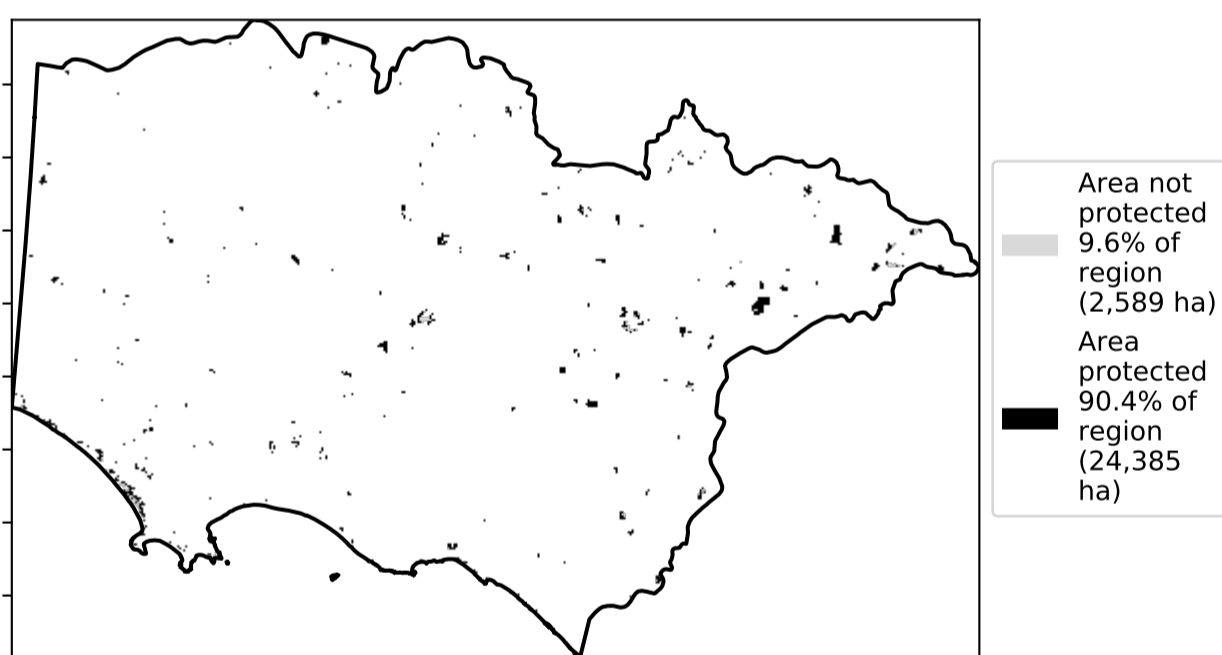 Area not
protected
9.6% of
region
(2,589 ha)
Area
protected
90.4% of
region
(24,385
ha)